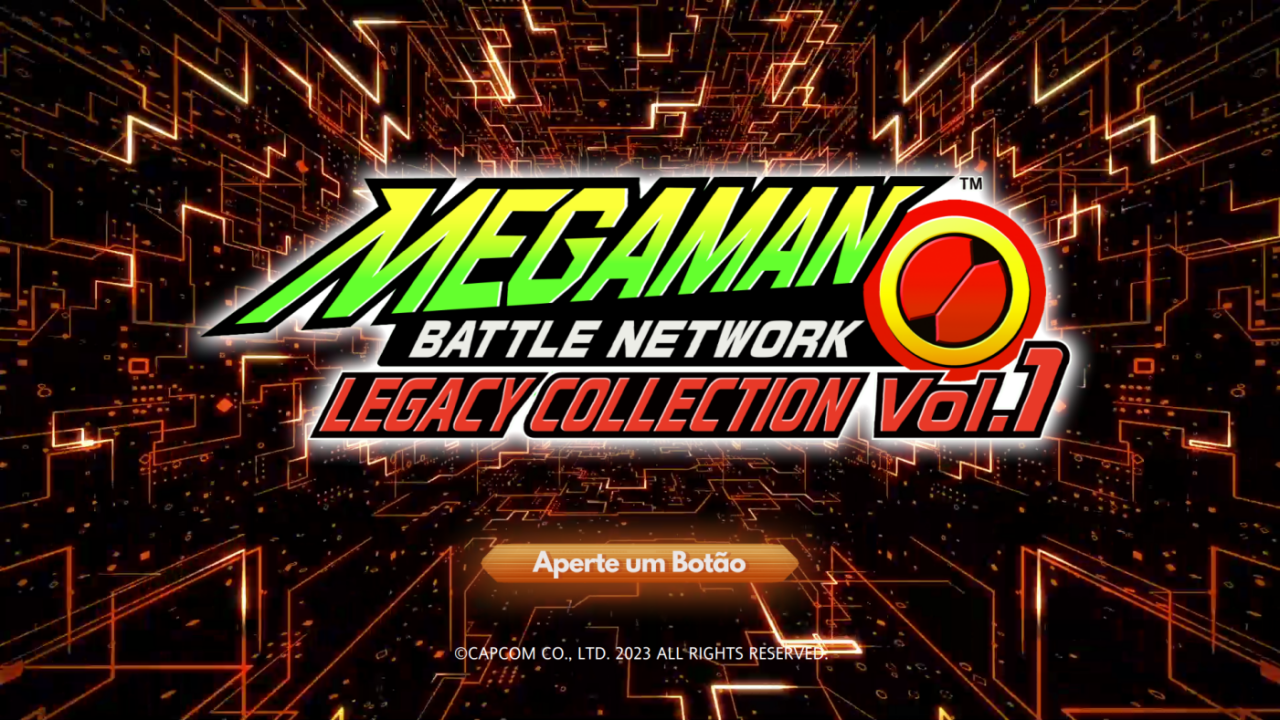 MEGAMAN™
BATTLE NETWORK
LEGACY COLLECTION Vol.1
Aperte um Botão
©CAPCOM CO., LTD. 2023 ALL RIGHTS RESERVED.